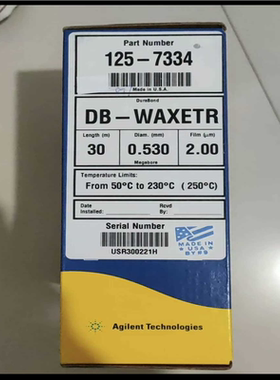 Part Number
125-7334
Made in U.S.A.
DuraBond
DB - WAXETR
Length (m) Diam. (mm) Film (µm)
30 0.530 2.00
Megabore
Temperature Limits:
From 50°C to 230°C ( 250°C)
Date Installed: Rcvd By:
Serial Number
USR300221H
MADE IN
USA
BY
Agilent Technologies